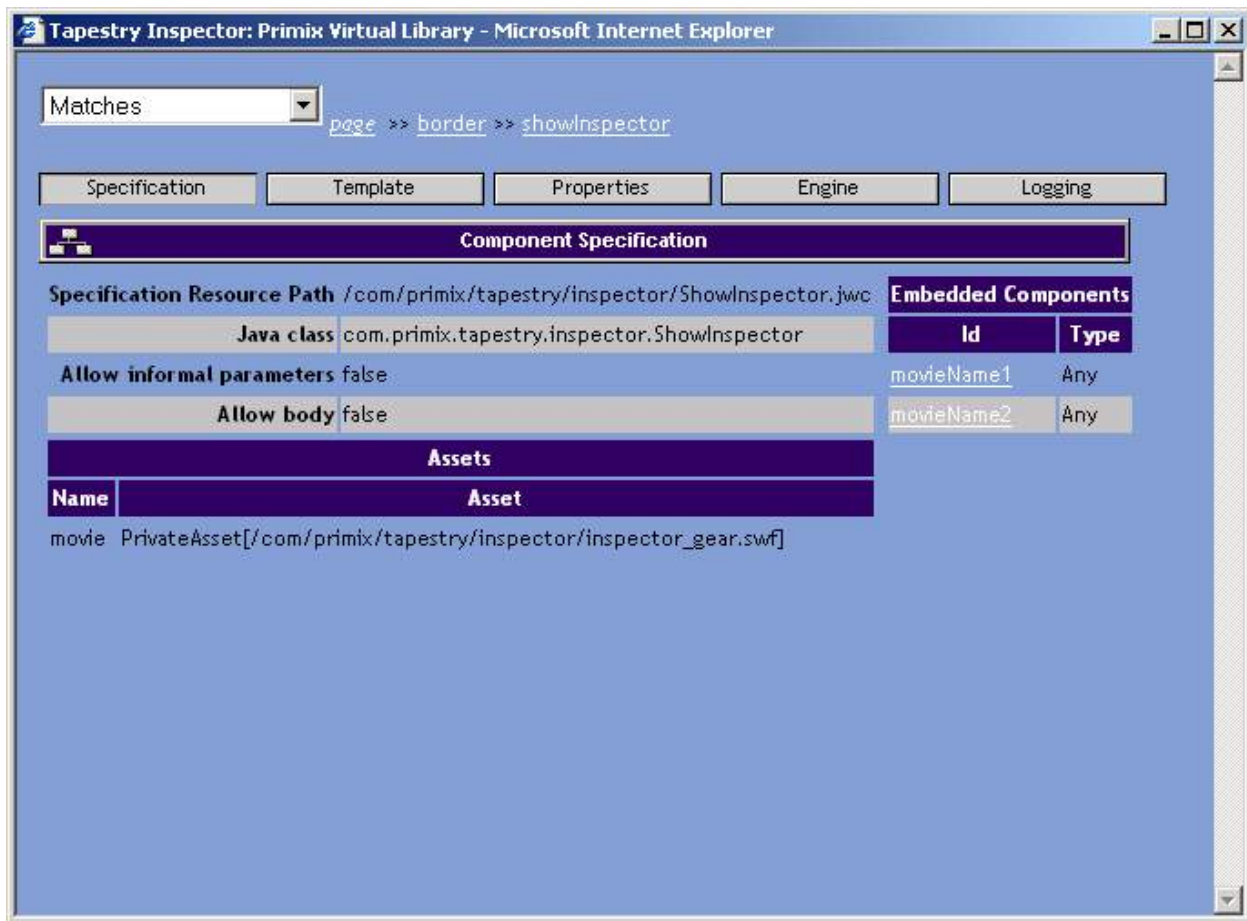 Tapestry Inspector: Primix Virtual Library - Microsoft Internet Explorer
Matches
page >> border >> showInspector
Specification Template Properties Engine Logging
Component Specification
Specification Resource Path /com/primix/tapestry/inspector/ShowInspector.jwc Embedded Components
Java class com.primix.tapestry.inspector.ShowInspector Id Type
Allow informal parameters false movieName1 Any
Allow body false movieName2 Any
Assets
Name Asset
movie PrivateAsset[/com/primix/tapestry/inspector/inspector_gear.swf]